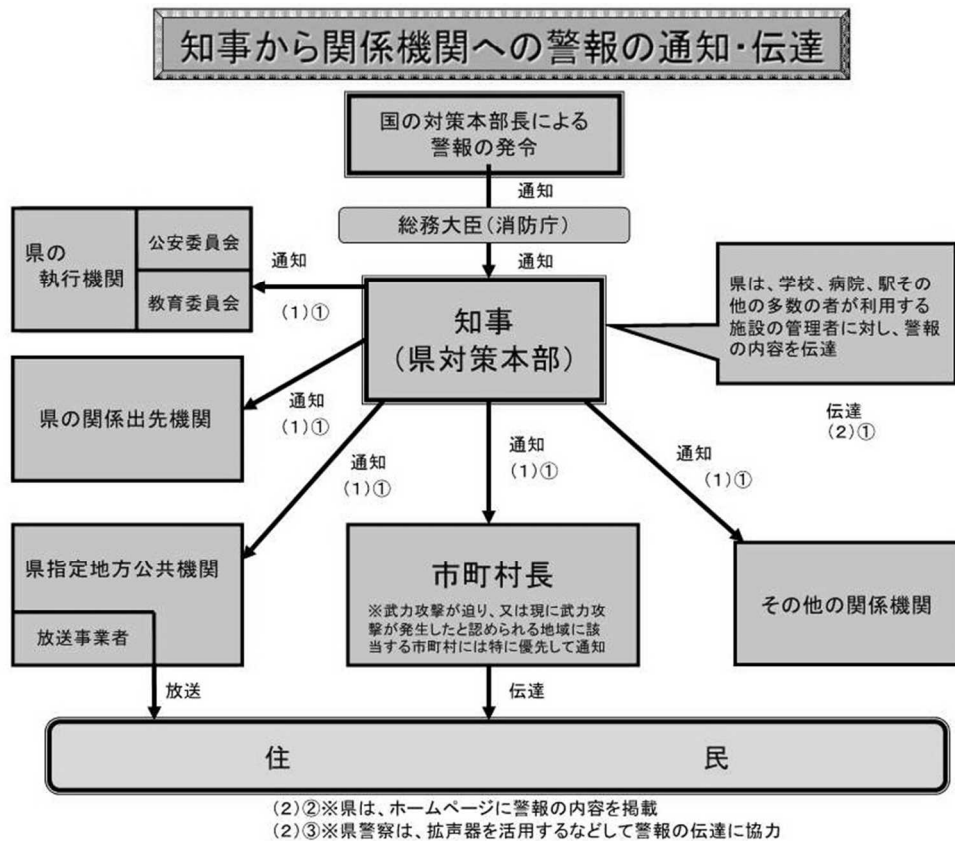 知事から関係機関への警報の通知・伝達
国の対策本部長による
警報の発令
通知
総務大臣(消防庁)
通知
県の
執行機関
公安委員会
教育委員会
通知
(1)①
知事
(県対策本部)
県は、学校、病院、駅その
他の多数の者が利用する
施設の管理者に対し、警報
の内容を伝達
伝達
(2)①
県の関係出先機関
通知
(1)①
通知
(1)①
通知
(1)①
通知
(1)①
県指定地方公共機関
放送事業者
市町村長
※武力攻撃が迫り、又は現に武力攻
撃が発生したと認められる地域に該
当する市町村には特に優先して通知
その他の関係機関
放送
伝達
住民
(2)②※県は、ホームページに警報の内容を掲載
(2)③※県警察は、拡声器を活用するなどして警報の伝達に協力